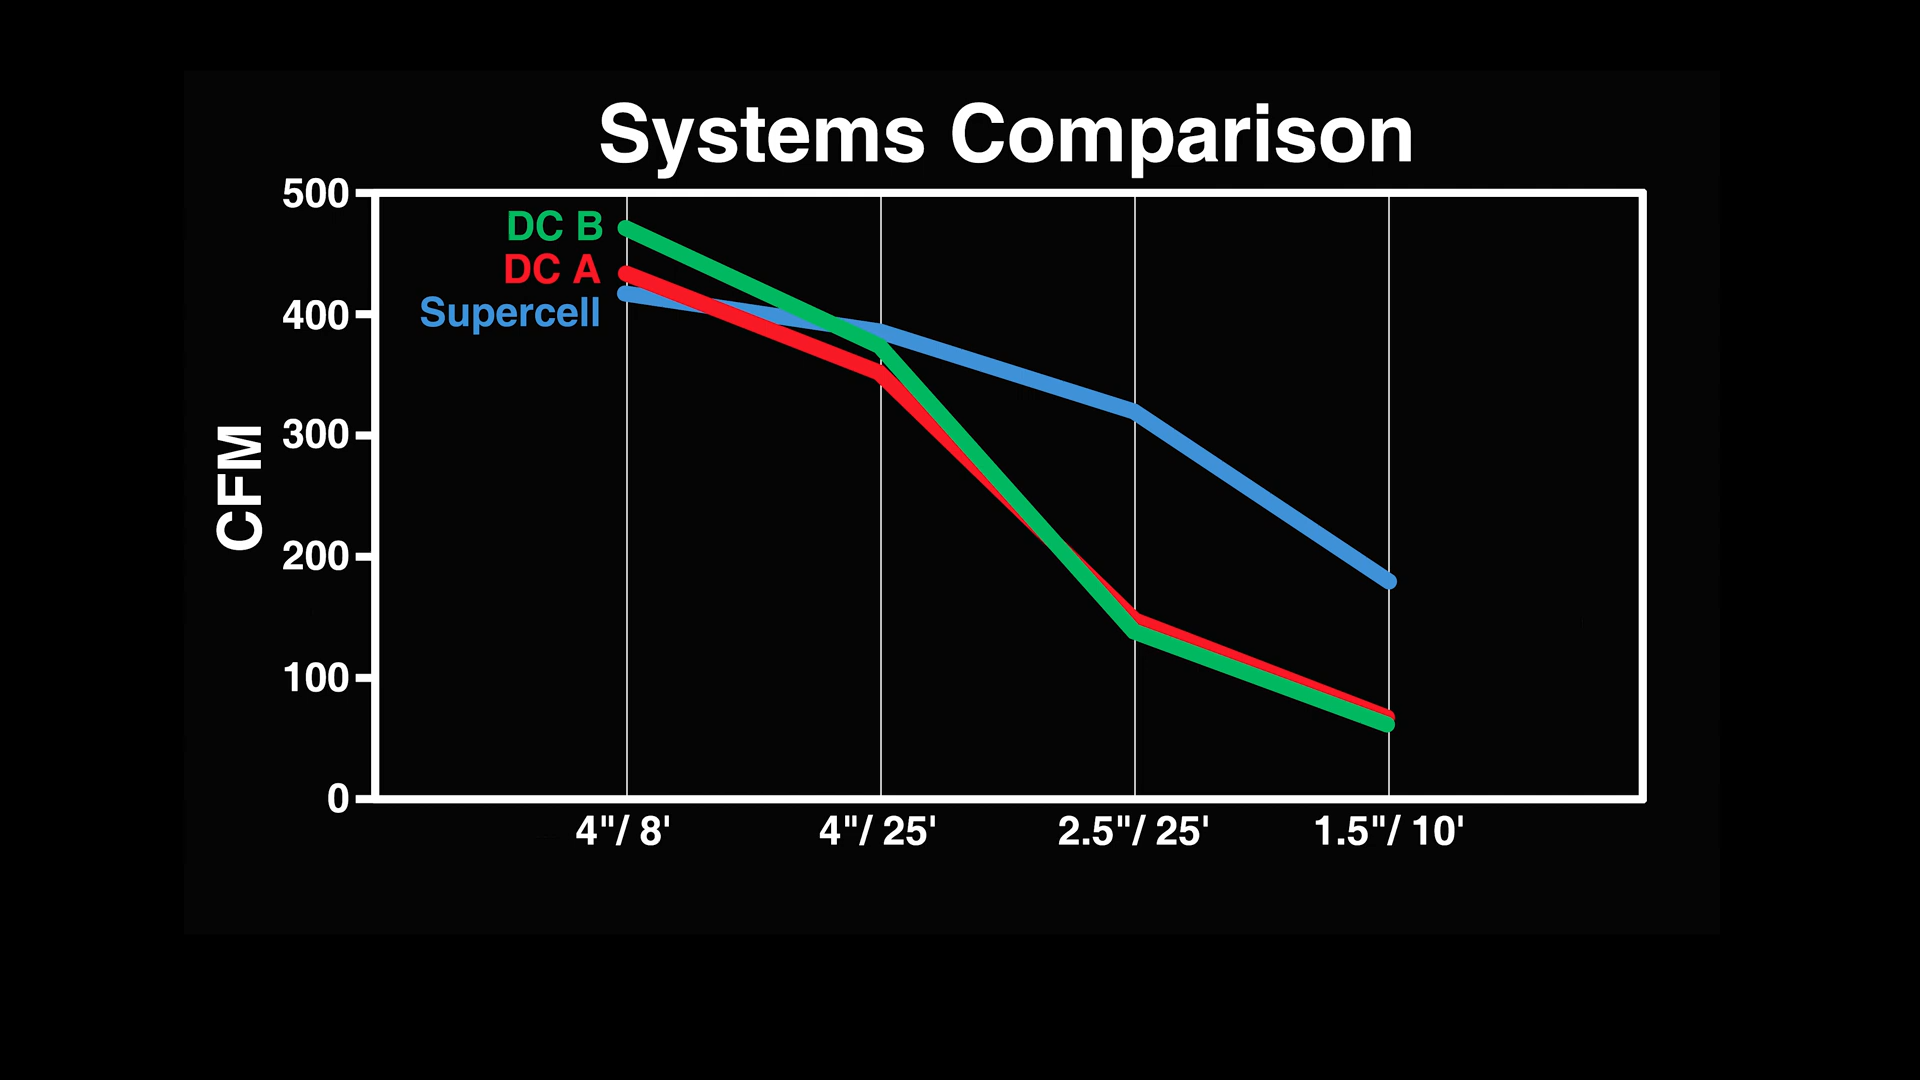 Systems Comparison
500
DC B
DC A
Supercell
400
300
200
100
0
CFM
4"/ 8'
4"/ 25'
2.5"/ 25'
1.5"/ 10'